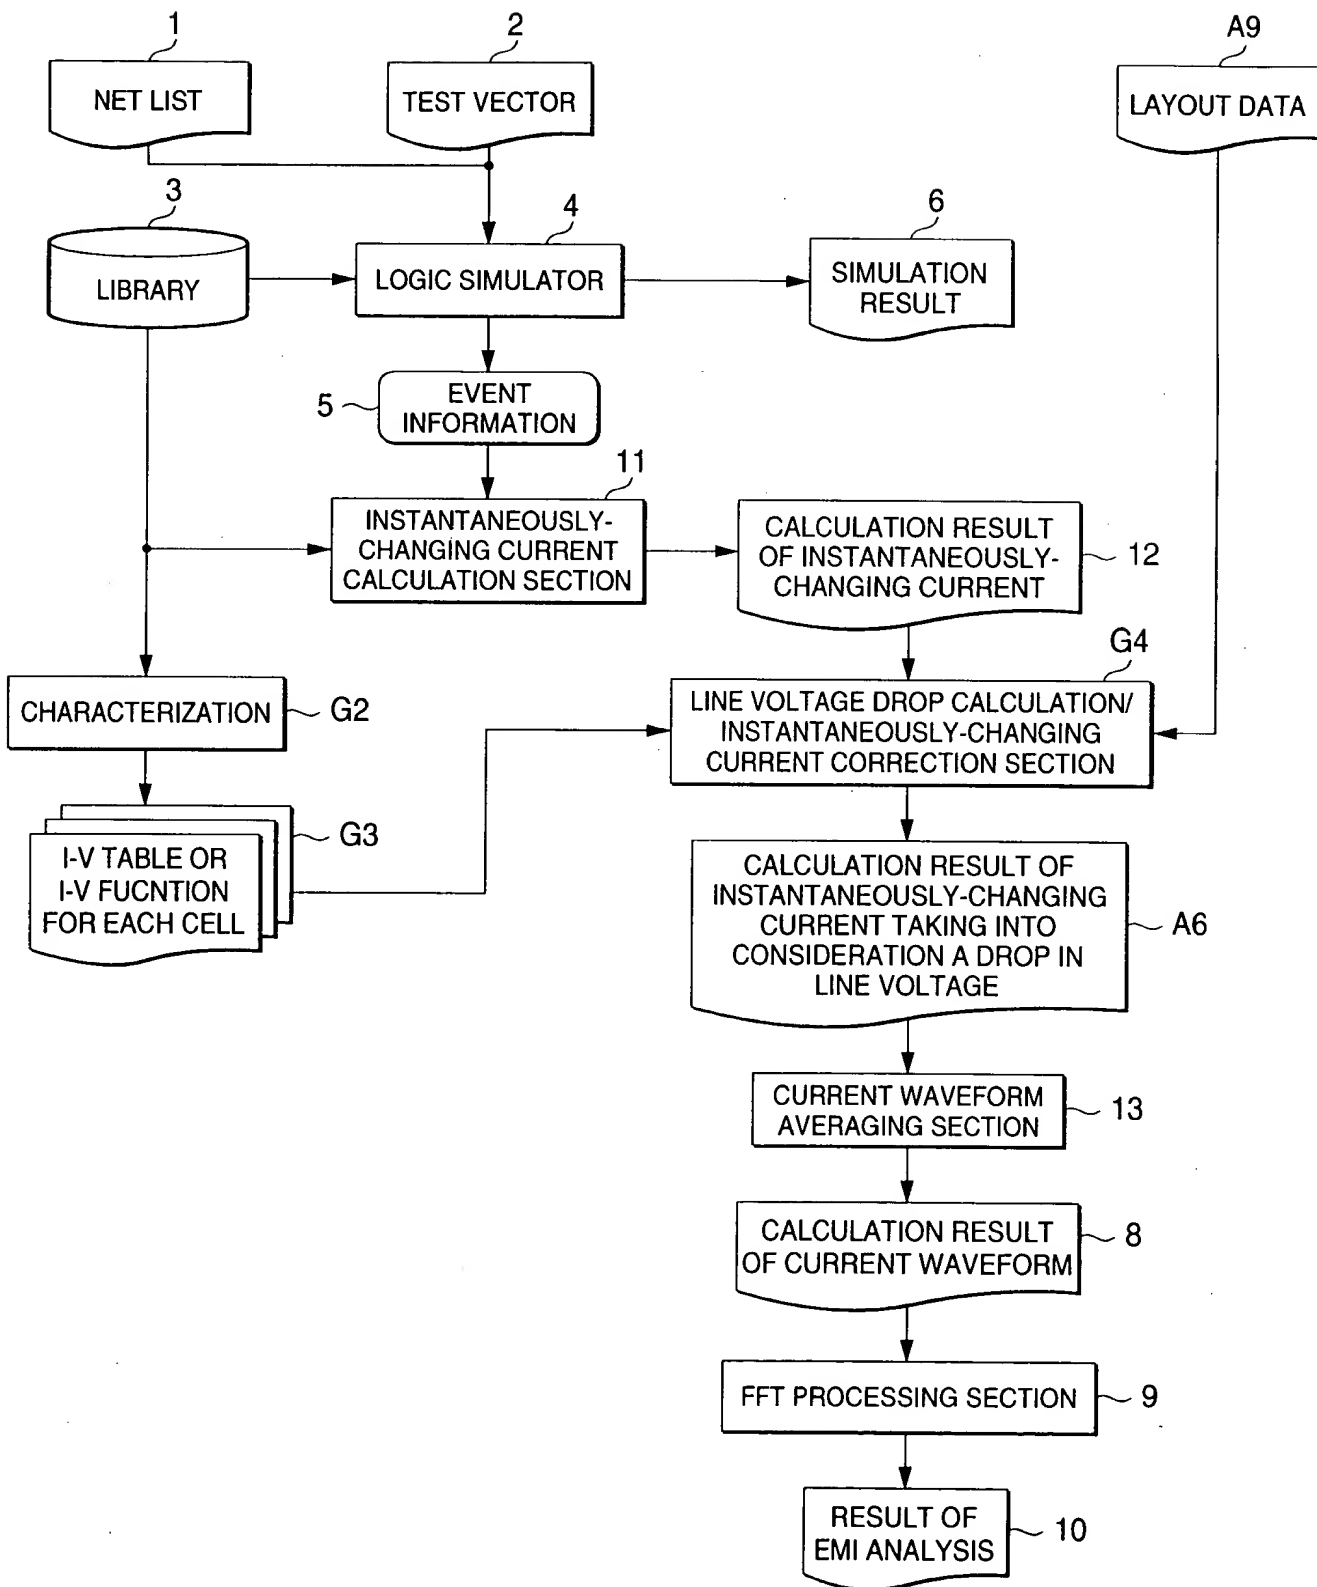 1
2
A9
NET LIST
TEST VECTOR
LAYOUT DATA
3
4
6
LIBRARY
LOGIC SIMULATOR
SIMULATION
RESULT
5
EVENT
INFORMATION
11
INSTANTANEOUSLY-
CHANGING CURRENT
CALCULATION SECTION
CALCULATION RESULT
OF INSTANTANEOUSLY-
CHANGING CURRENT
12
G4
CHARACTERIZATION
G2
LINE VOLTAGE DROP CALCULATION/
INSTANTANEOUSLY-CHANGING
CURRENT CORRECTION SECTION
G3
I-V TABLE OR
I-V FUCNTION
FOR EACH CELL
CALCULATION RESULT OF
INSTANTANEOUSLY-CHANGING
CURRENT TAKING INTO
CONSIDERATION A DROP IN
LINE VOLTAGE
A6
CURRENT WAVEFORM
AVERAGING SECTION
13
CALCULATION RESULT
OF CURRENT WAVEFORM
8
FFT PROCESSING SECTION
9
RESULT OF
EMI ANALYSIS
10